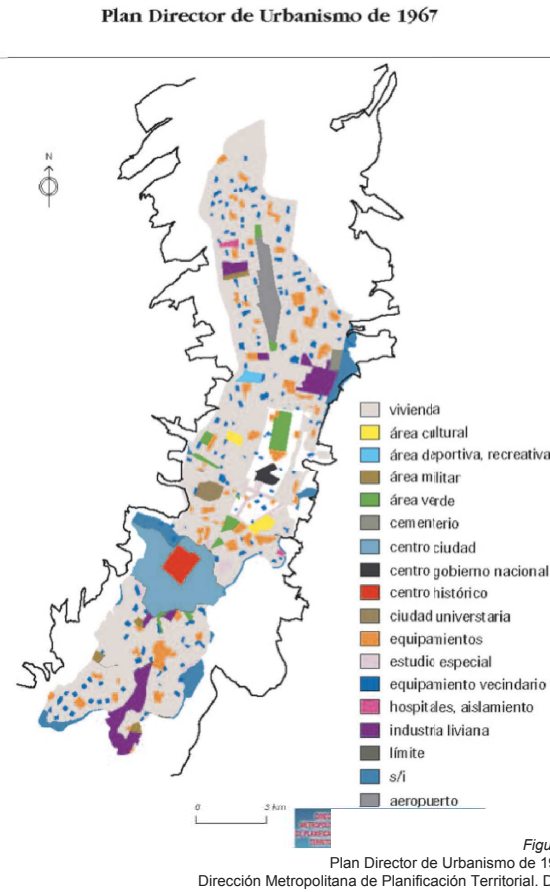 Plan Director de Urbanismo de 1967
N
vivienda
área cultural
área deportiva, recreativa
área militar
área verde
cementerio
centro ciudad
centro gobierno nacional
centro histórico
ciudad universtaria
equipamientos
estudio especial
equipamiento vecindario
hospitales, aislamiento
industria liviana
límite
s/i
aeropuerto
0 3 km
Figu
Plan Director de Urbanismo de 19
Dirección Metropolitana de Planificación Territorial. D